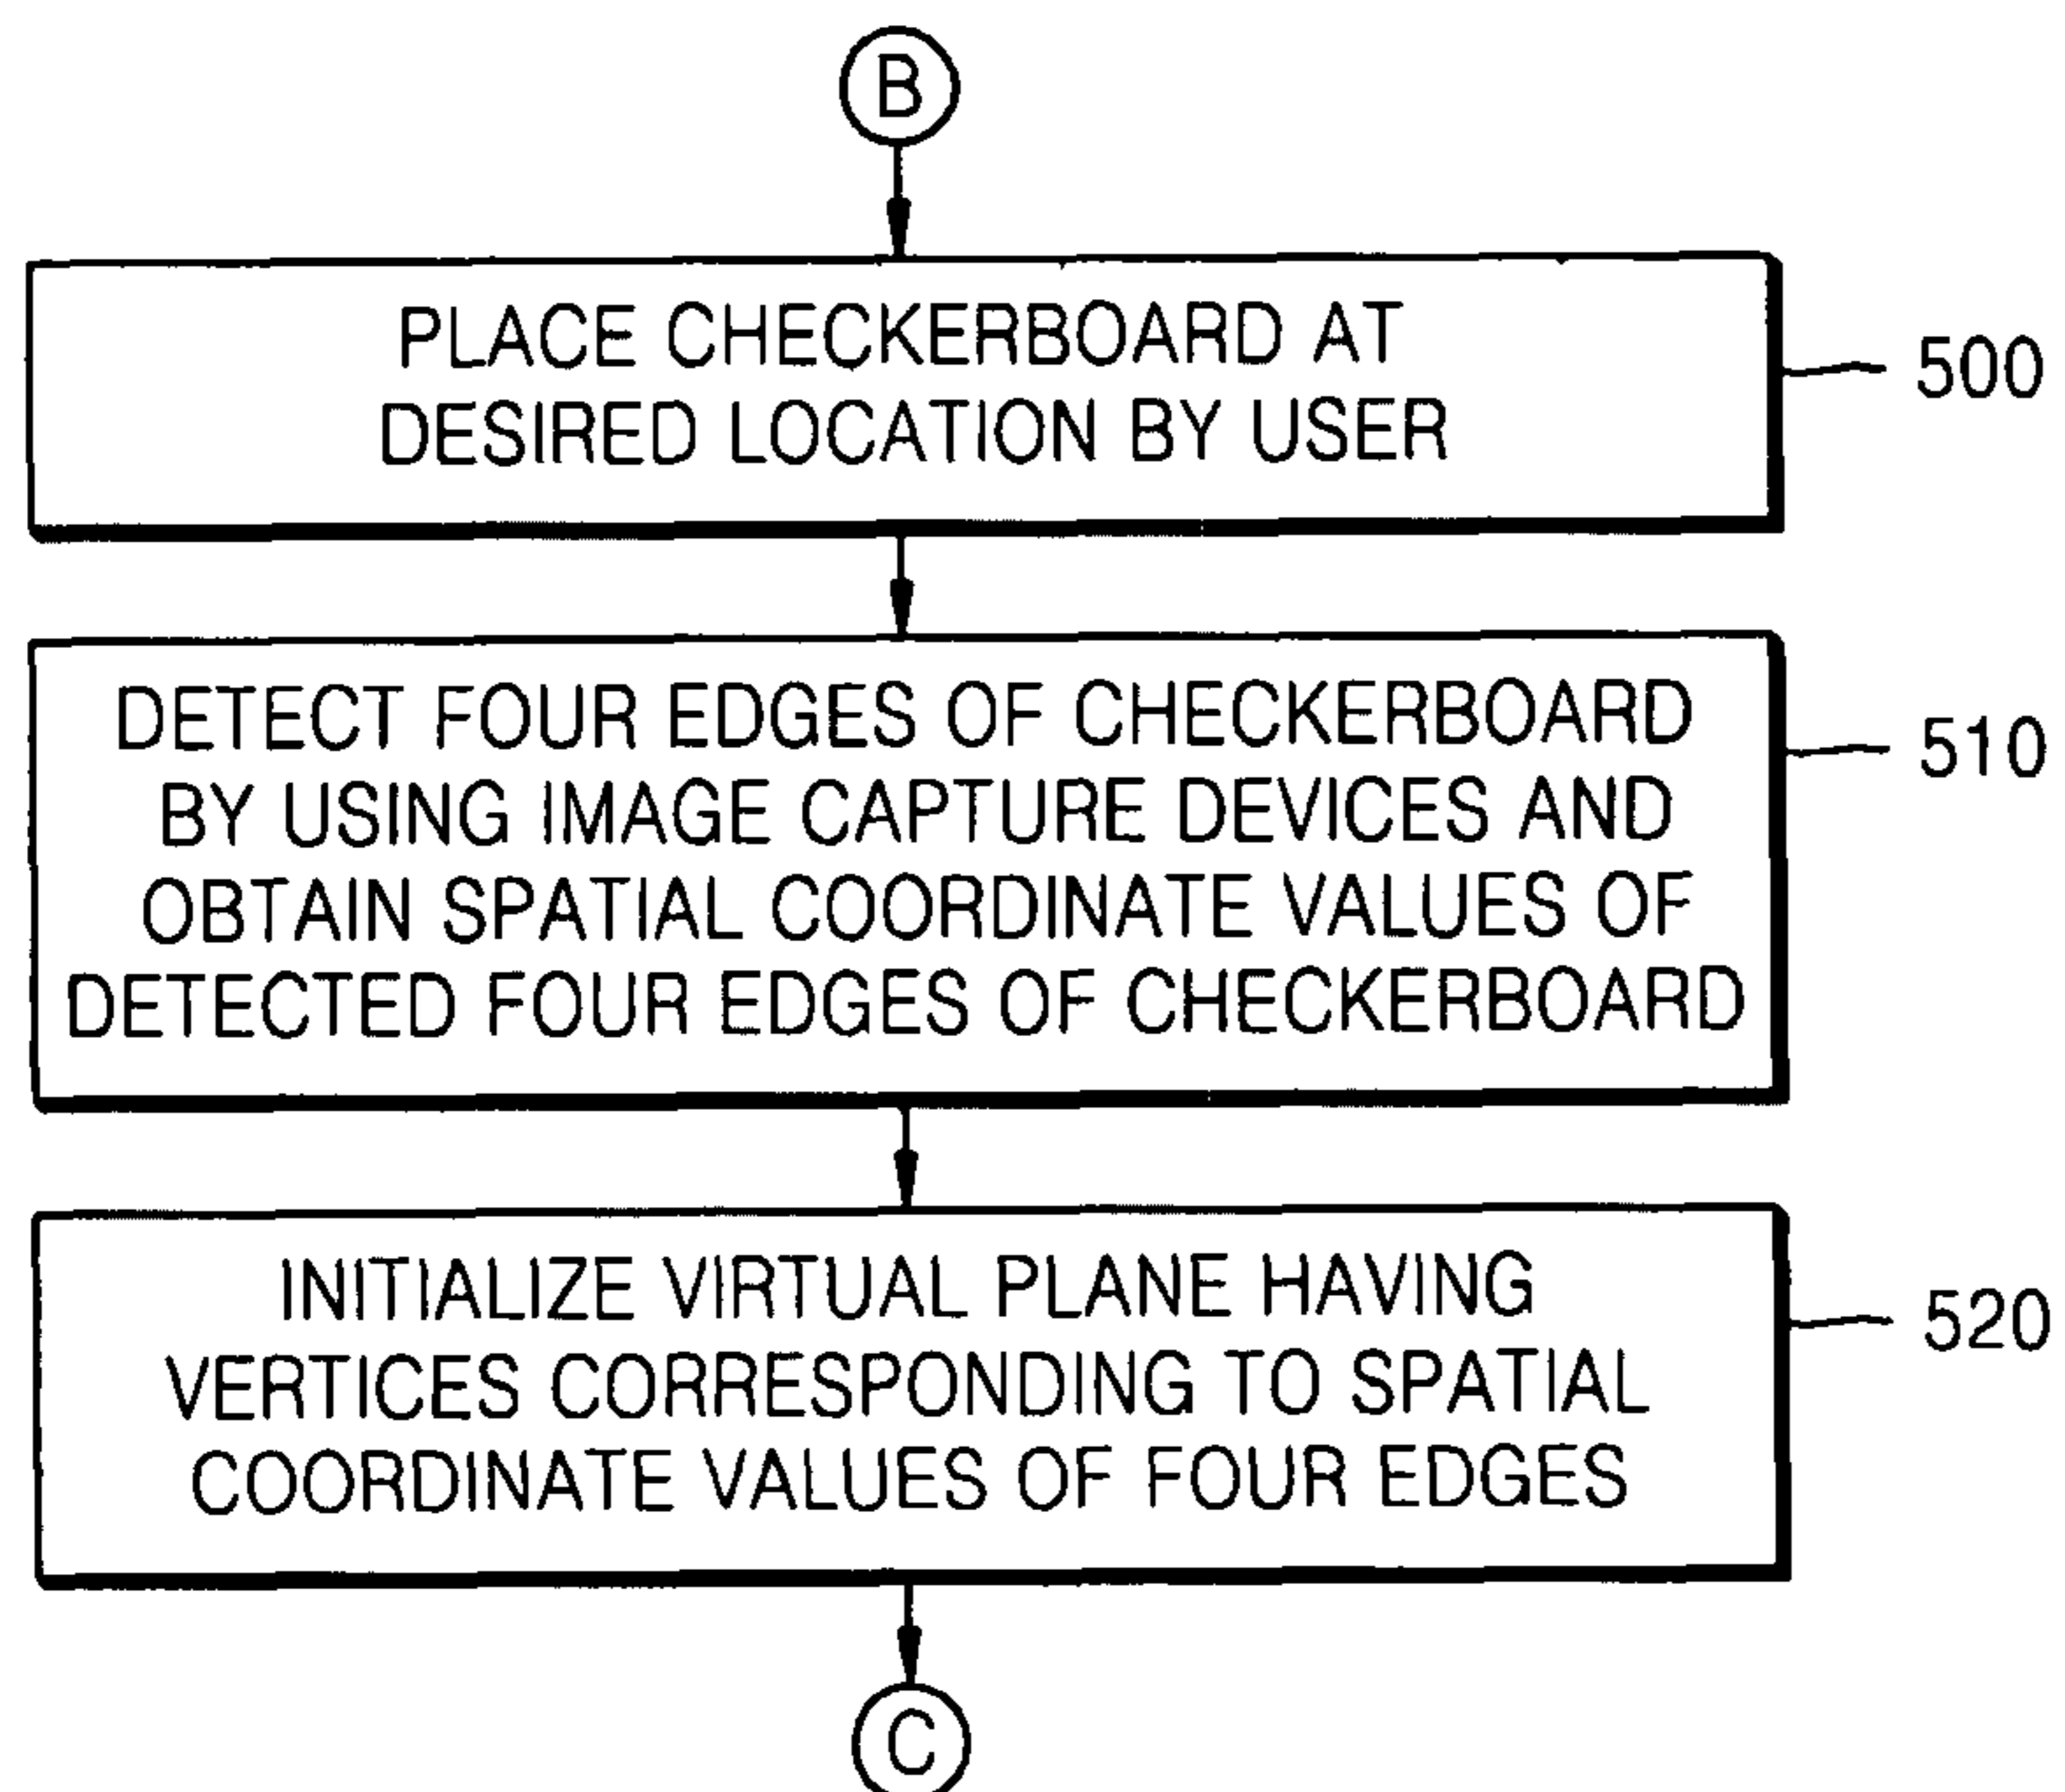 B
PLACE CHECKERBOARD AT
DESIRED LOCATION BY USER
500
DETECT FOUR EDGES OF CHECKERBOARD
BY USING IMAGE CAPTURE DEVICES AND
OBTAIN SPATIAL COORDINATE VALUES OF
DETECTED FOUR EDGES OF CHECKERBOARD
510
INITIALIZE VIRTUAL PLANE HAVING
VERTICES CORRESPONDING TO SPATIAL
COORDINATE VALUES OF FOUR EDGES
520
C